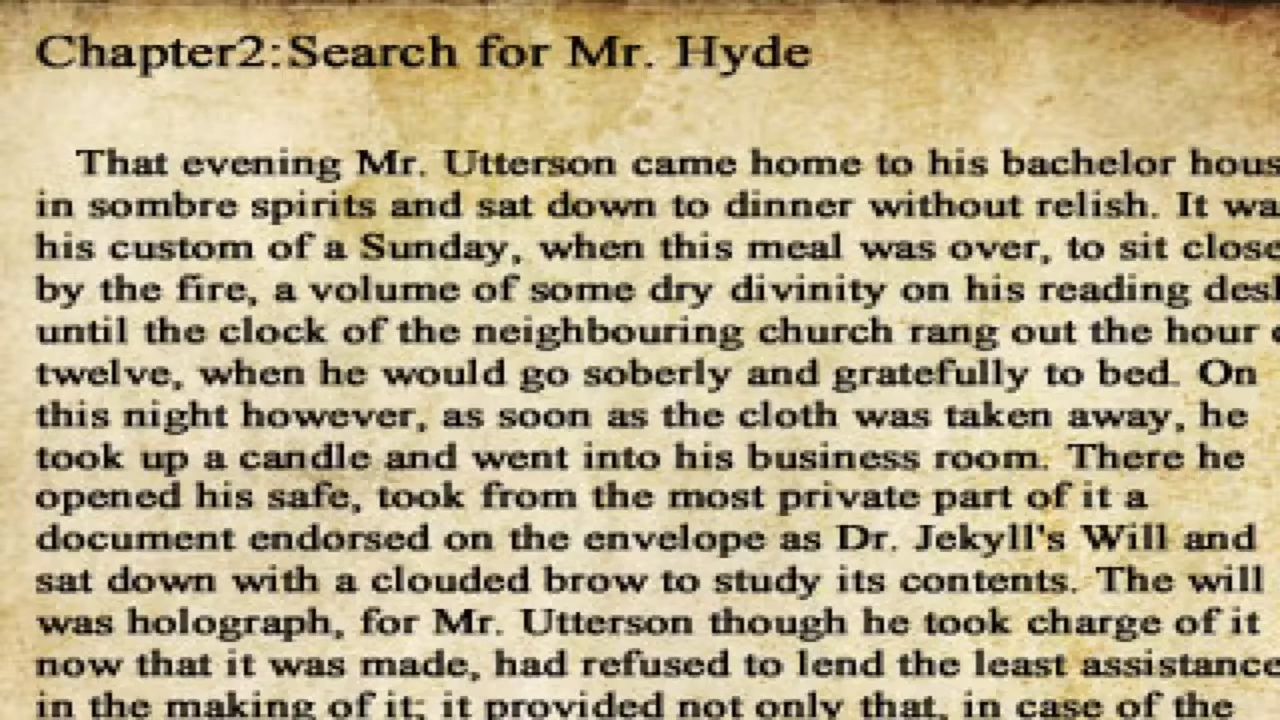 Chapter2:Search for Mr. Hyde
That evening Mr. Utterson came home to his bachelor hous
in sombre spirits and sat down to dinner without relish. It wa
his custom of a Sunday, when this meal was over, to sit close
by the fire, a volume of some dry divinity on his reading desk
until the clock of the neighbouring church rang out the hour
twelve, when he would go soberly and gratefully to bed. On
this night however, as soon as the cloth was taken away, he
took up a candle and went into his business room. There he
opened his safe, took from the most private part of it a
document endorsed on the envelope as Dr. Jekyll's Will and
sat down with a clouded brow to study its contents. The will
was holograph, for Mr. Utterson though he took charge of it
now that it was made, had refused to lend the least assistance
in the making of it; it provided not only that, in case of the